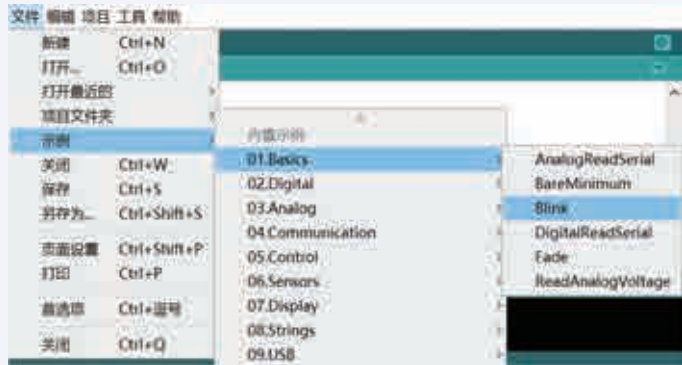 文件 编辑 项目 工具 帮助
新建 Ctrl+N
打开... Ctrl+O
打开最近的
项目文件夹
示例
关闭 Ctrl+W
保存 Ctrl+S
另存为... Ctrl+Shift+S
页面设置 Ctrl+Shift+P
打印 Ctrl+P
首选项 Ctrl+逗号
关闭 Ctrl+Q
内置示例
01.Basics
02.Digital
03.Analog
04.Communication
05.Control
06.Sensors
07.Display
08.Strings
09.USB
AnalogReadSerial
BareMinimum
Blink
DigitalReadSerial
Fade
ReadAnalogVoltage